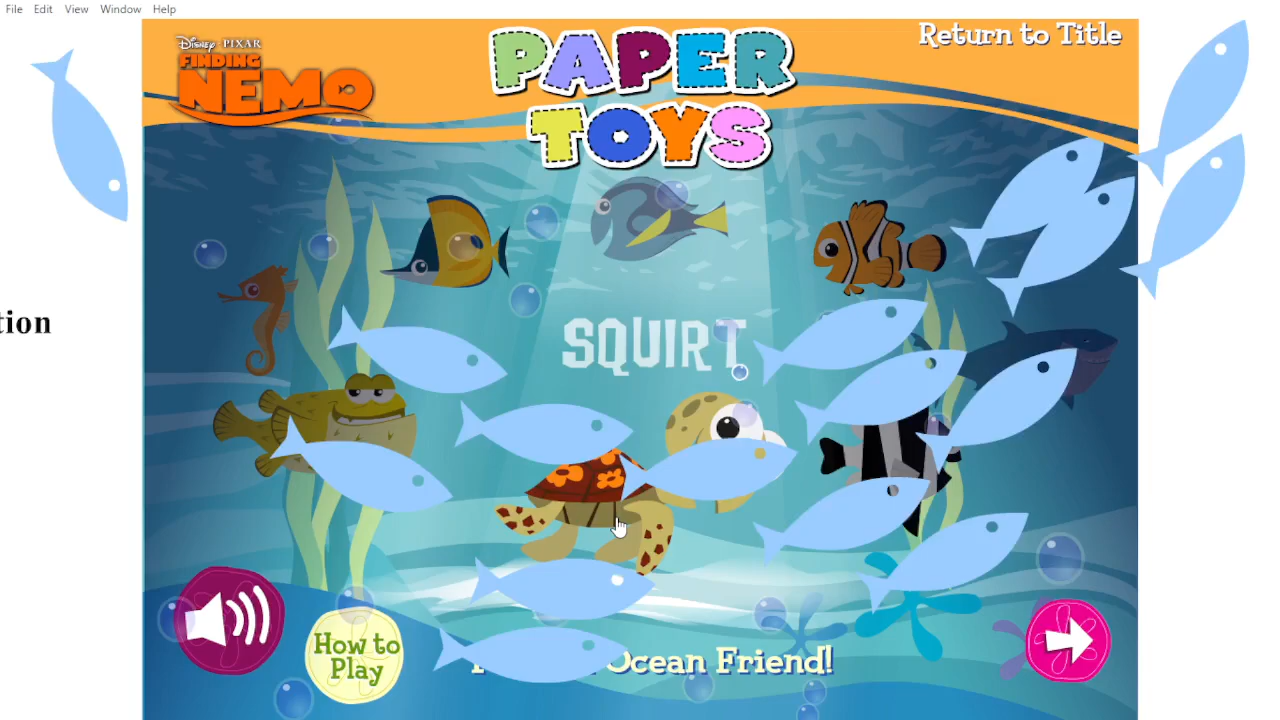 File Edit View Window Help
Disney PIXAR
FINDING
NEMO
PAPER
TOYS
Return to Title
tion
SQUIRT
How to
Play
Ocean Friend!